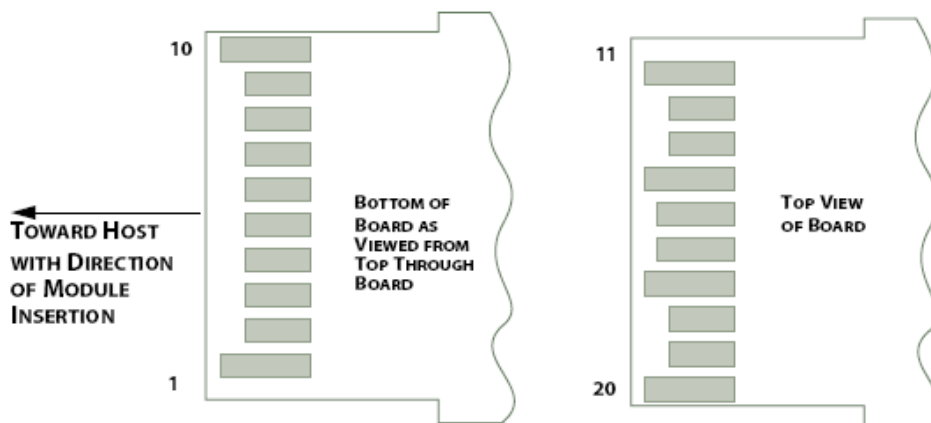 10
1
TOWARD HOST
WITH DIRECTION
OF MODULE
INSERTION
BOTTOM OF
BOARD AS
VIEWED FROM
TOP THROUGH
BOARD
11
20
TOP VIEW
OF BOARD